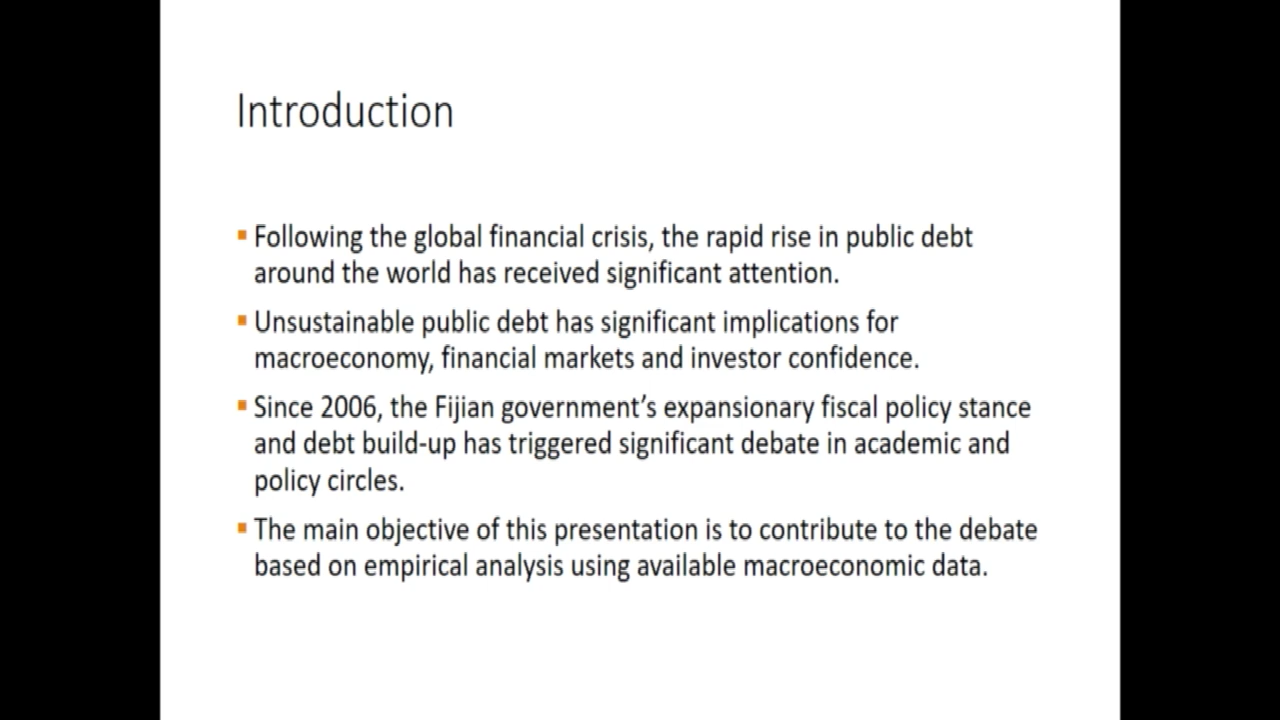 Introduction
Following the global financial crisis, the rapid rise in public debt
around the world has received significant attention.
Unsustainable public debt has significant implications for
macroeconomy, financial markets and investor confidence.
Since 2006, the Fijian government’s expansionary fiscal policy stance
and debt build-up has triggered significant debate in academic and
policy circles.
The main objective of this presentation is to contribute to the debate
based on empirical analysis using available macroeconomic data.